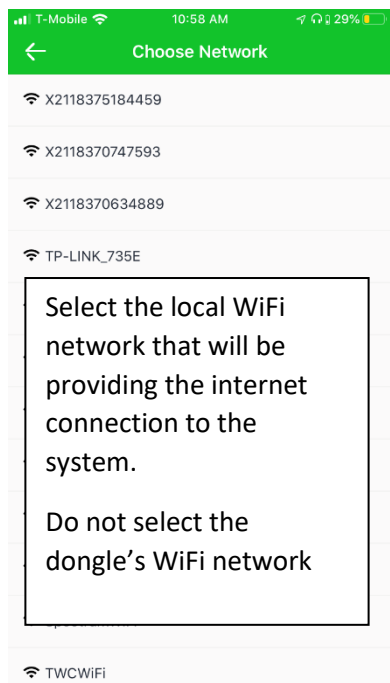 T-Mobile 10:58 AM 29%
Choose Network
X2118375184459
X2118370747593
X2118370634889
TP-LINK_735E
Select the local WiFi
network that will be
providing the internet
connection to the
system.
Do not select the
dongle’s WiFi network
TWCWiFi